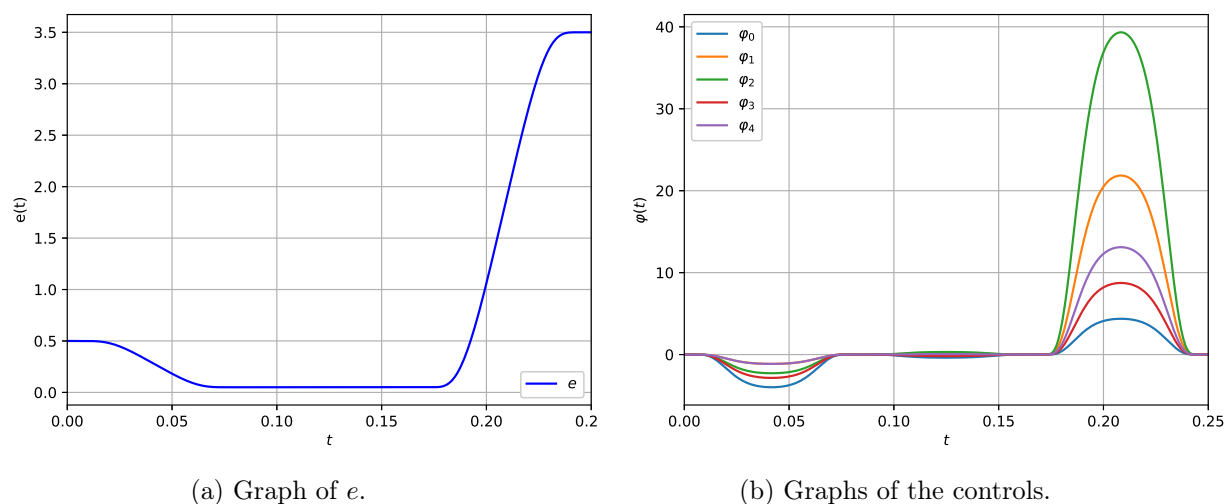 3.5
3.0
2.5
2.0
1.5
1.0
0.5
0.0
e(t)
0.00 0.05 0.10 0.15 0.20 0.2
t
e
(a) Graph of e.
40
30
20
10
0
φ(t)
φ₀
φ₁
φ₂
φ₃
φ₄
0.00 0.05 0.10 0.15 0.20 0.25
t
(b) Graphs of the controls.